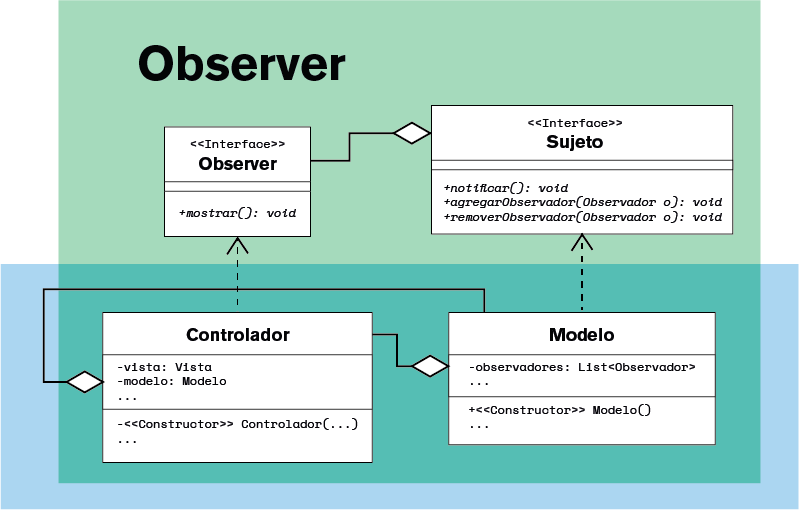 Observer
<<Interface>>
Observer
+mostrar(): void
<<Interface>>
Sujeto
+notificar(): void
+agregarObservador(Observador o): void
+removerObservador(Observador o): void
Controlador
-vista: Vista
-modelo: Modelo
...
-<<Constructor>> Controlador(...)
...
Modelo
-observadores: List<Observador>
...
+<<Constructor>> Modelo()
...